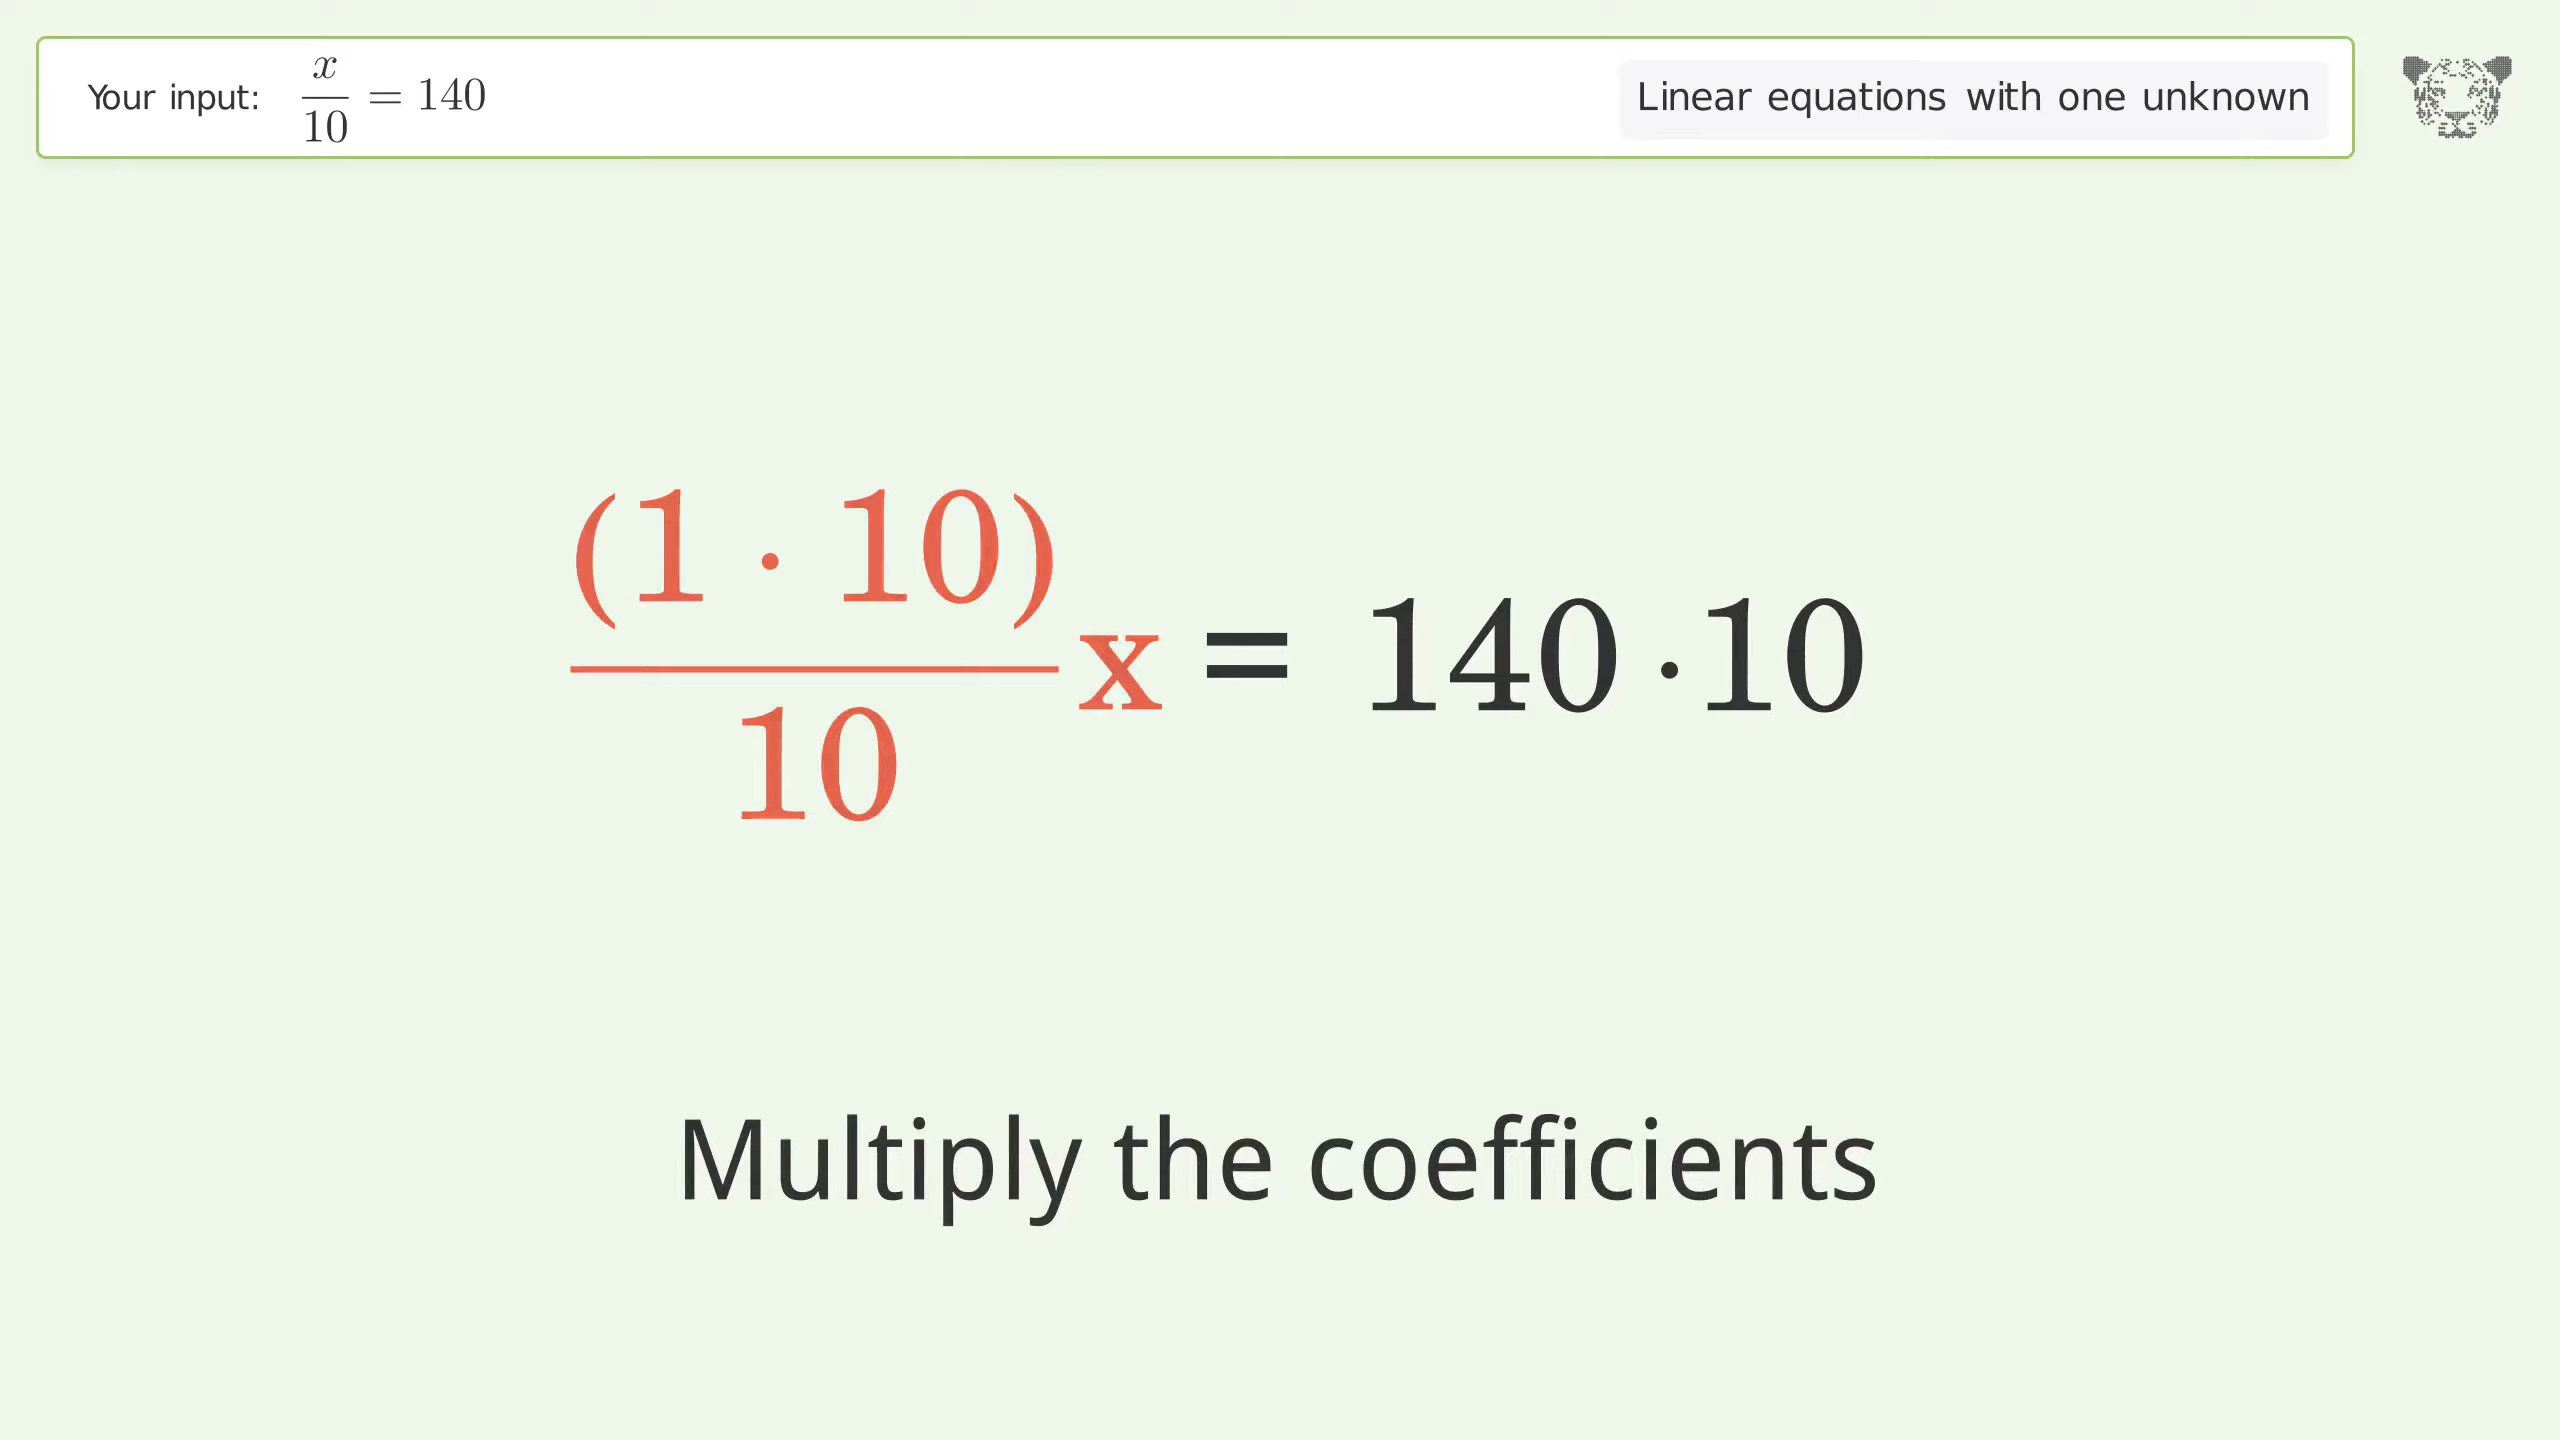 Your input: x/10 = 140
Linear equations with one unknown
(1 · 10)/10 x = 140 · 10
Multiply the coefficients